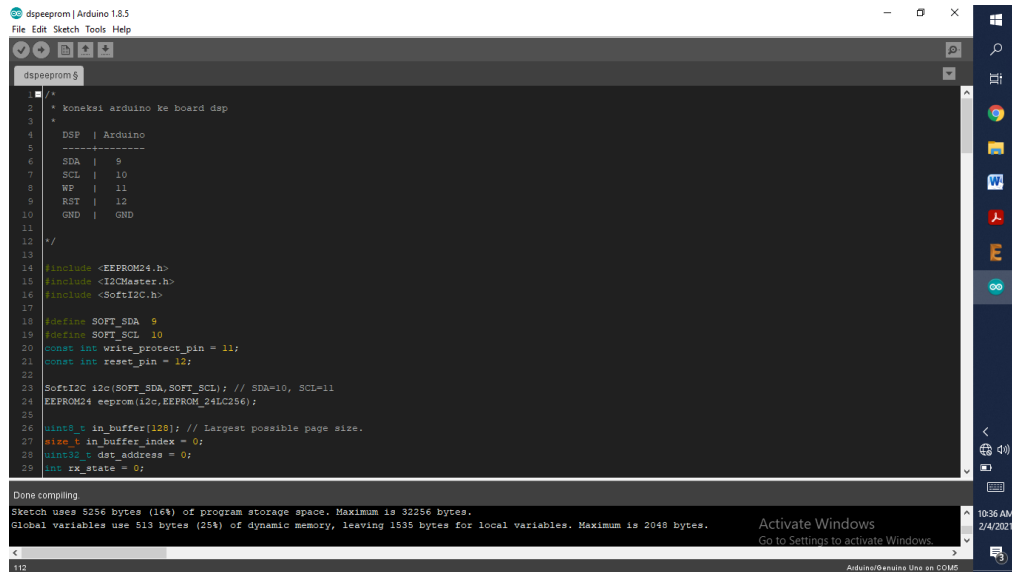 dspeeprom | Arduino 1.8.5
File Edit Sketch Tools Help
dspeeprom §
1 /*
2 * koneksi arduino ke board dsp
3 *
4 DSP | Arduino
5 -----+--------
6 SDA | 9
7 SCL | 10
8 WP | 11
9 RST | 12
10 GND | GND
11
12 */
13
14 #include <EEPROM24.h>
15 #include <I2CMaster.h>
16 #include <SoftI2C.h>
17
18 #define SOFT_SDA 9
19 #define SOFT_SCL 10
20 const int write_protect_pin = 11;
21 const int reset_pin = 12;
22
23 SoftI2C i2c(SOFT_SDA,SOFT_SCL); // SDA=10, SCL=11
24 EEPROM24 eeprom(i2c,EEPROM_24LC256);
25
26 uint8_t in_buffer[128]; // Largest possible page size.
27 size_t in_buffer_index = 0;
28 uint32_t dst_address = 0;
29 int rx_state = 0;
Done compiling.
Sketch uses 5256 bytes (16%) of program storage space. Maximum is 32256 bytes.
Global variables use 513 bytes (25%) of dynamic memory, leaving 1535 bytes for local variables. Maximum is 2048 bytes.
Activate Windows
Go to Settings to activate Windows.
112
Arduino/Genuino Uno on COM5
W
E
10:36 AM
2/4/2021
3